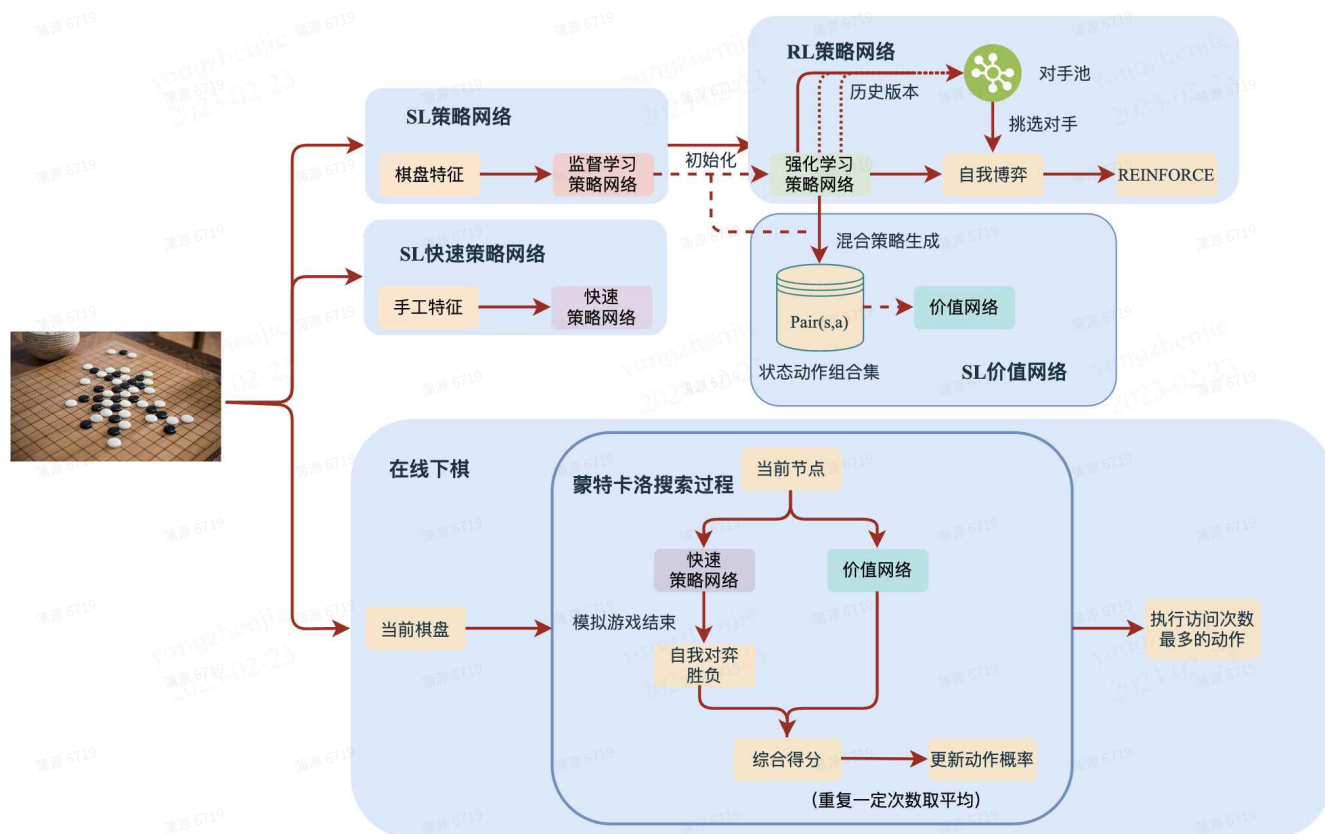 RL策略网络
对手池
历史版本
挑选对手
SL策略网络
初始化
棋盘特征
监督学习
策略网络
强化学习
策略网络
自我博弈
REINFORCE
SL快速策略网络
混合策略生成
手工特征
快速
策略网络
Pair(s,a)
价值网络
状态动作组合集
SL价值网络
在线下棋
蒙特卡洛搜索过程
当前节点
快速
策略网络
价值网络
当前棋盘
模拟游戏结束
自我对弈
胜负
执行访问次数
最多的动作
综合得分
更新动作概率
(重复一定次数取平均)
蒲源 6719
yangzhenjie
2023-02-23